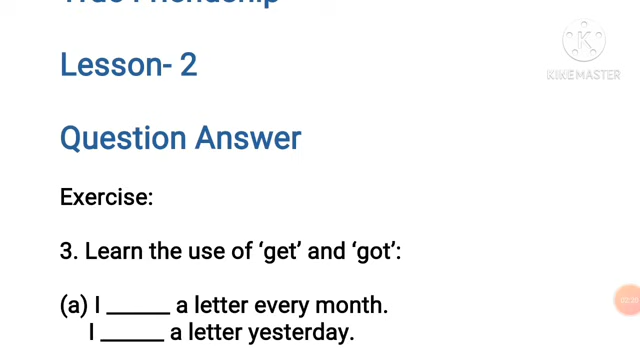 Lesson- 2
KINEMASTER
Question Answer
Exercise:
3. Learn the use of ‘get’ and ‘got’:
(a) I ______ a letter every month.
I ______ a letter yesterday.